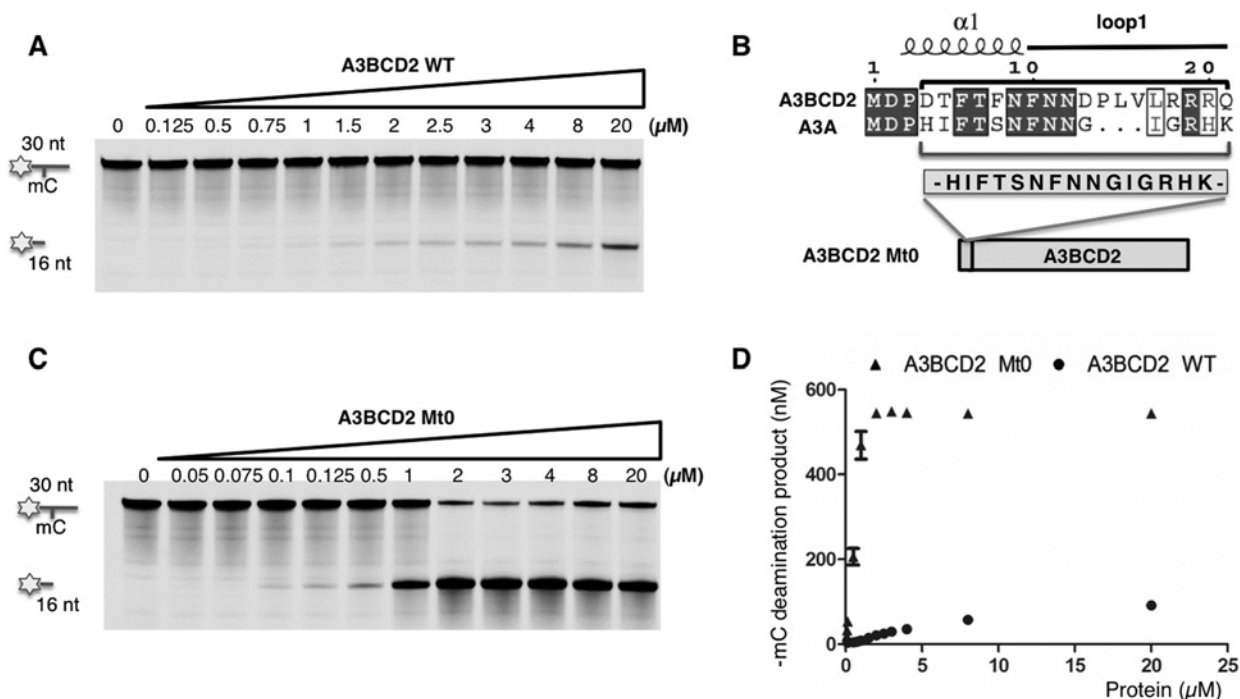 A
A3BCD2 WT
0 0.125 0.5 0.75 1 1.5 2 2.5 3 4 8 20 (μM)
30 nt
mC
16 nt
B
α1 loop1
1 10 20
A3BCD2 MDPDTFTFNFNNDPLVLRRRQ
A3A MDPHIFTSNFNNG...IGRHK
-HIFTSNFNNGIGRHK-
A3BCD2 Mt0 A3BCD2
C
A3BCD2 Mt0
0 0.05 0.075 0.1 0.125 0.5 1 2 3 4 8 20 (μM)
30 nt
mC
16 nt
D
A3BCD2 Mt0 A3BCD2 WT
-mC deamination product (nM)
600
400
200
0
0 5 10 15 20 25
Protein (μM)